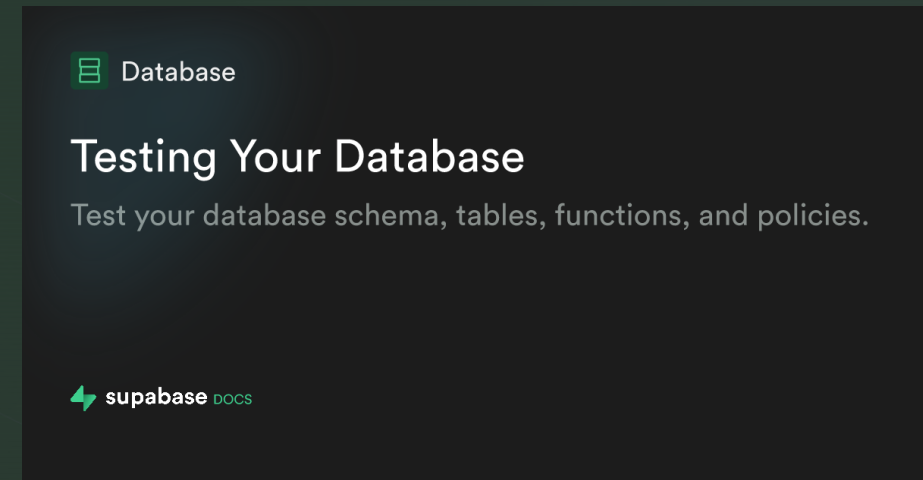 Database
Testing Your Database
Test your database schema, tables, functions, and policies.
supabase DOCS